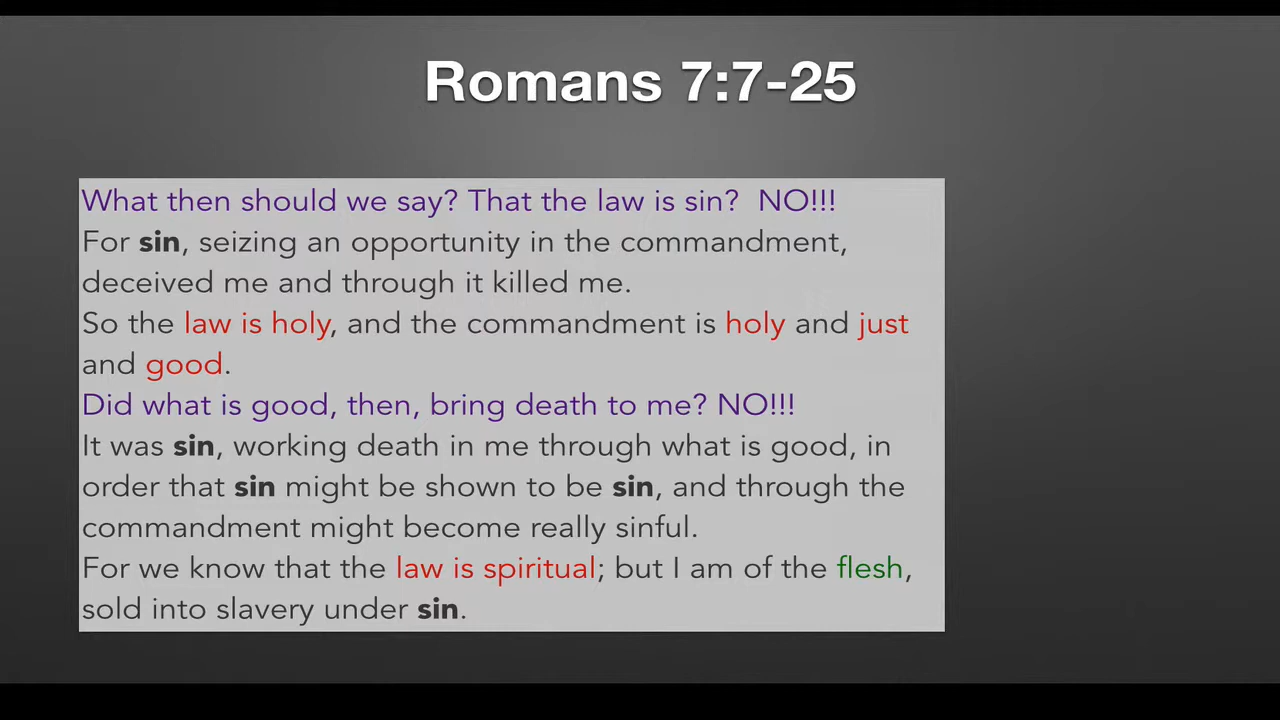 Romans 7:7-25
What then should we say? That the law is sin?  NO!!!
For sin, seizing an opportunity in the commandment,
deceived me and through it killed me.
So the law is holy, and the commandment is holy and just
and good.
Did what is good, then, bring death to me? NO!!!
It was sin, working death in me through what is good, in
order that sin might be shown to be sin, and through the
commandment might become really sinful.
For we know that the law is spiritual; but I am of the flesh,
sold into slavery under sin.